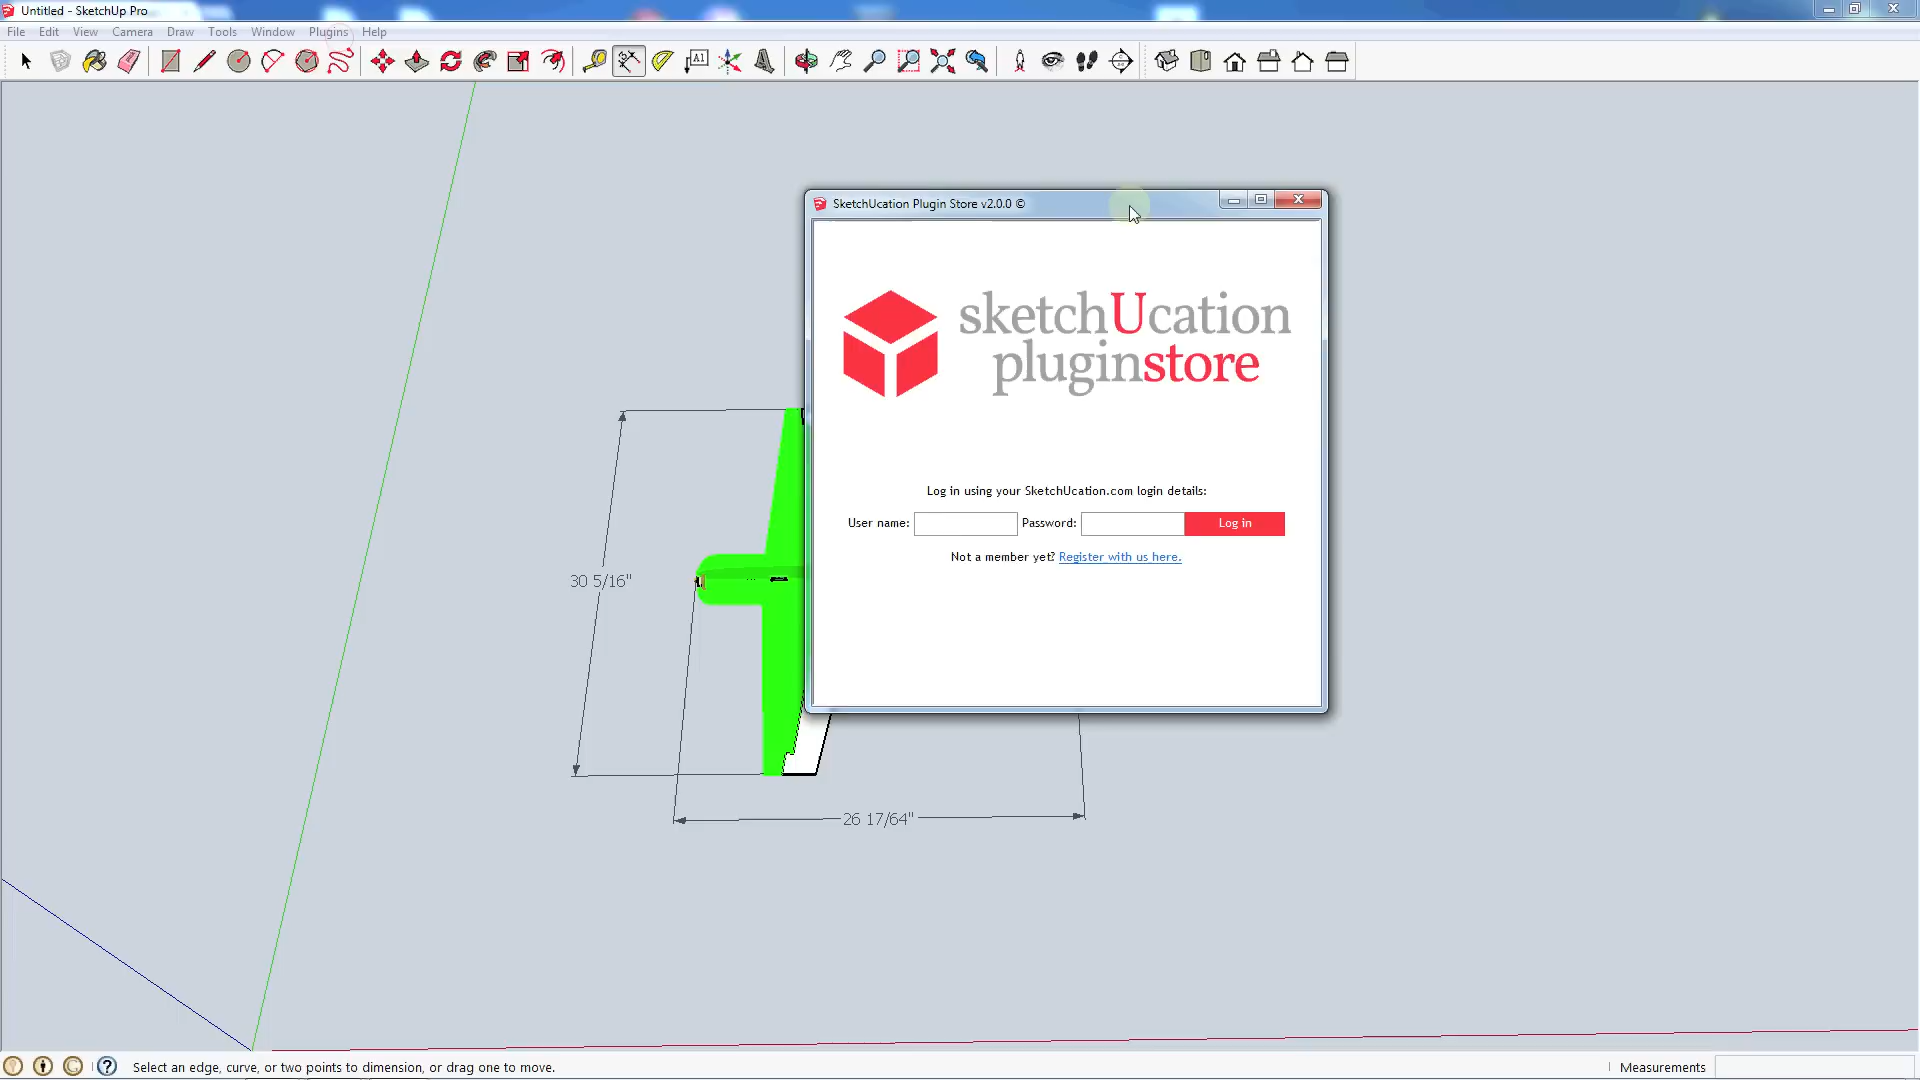 Untitled - SketchUp Pro
File Edit View Camera Draw Tools Window Plugins Help
A1
SketchUcation Plugin Store v2.0.0 ©
sketchUcation
pluginstore
Log in using your SketchUcation.com login details:
User name: Password: Log in
Not a member yet? Register with us here.
30 5/16"
26 17/64"
Select an edge, curve, or two points to dimension, or drag one to move.
Measurements